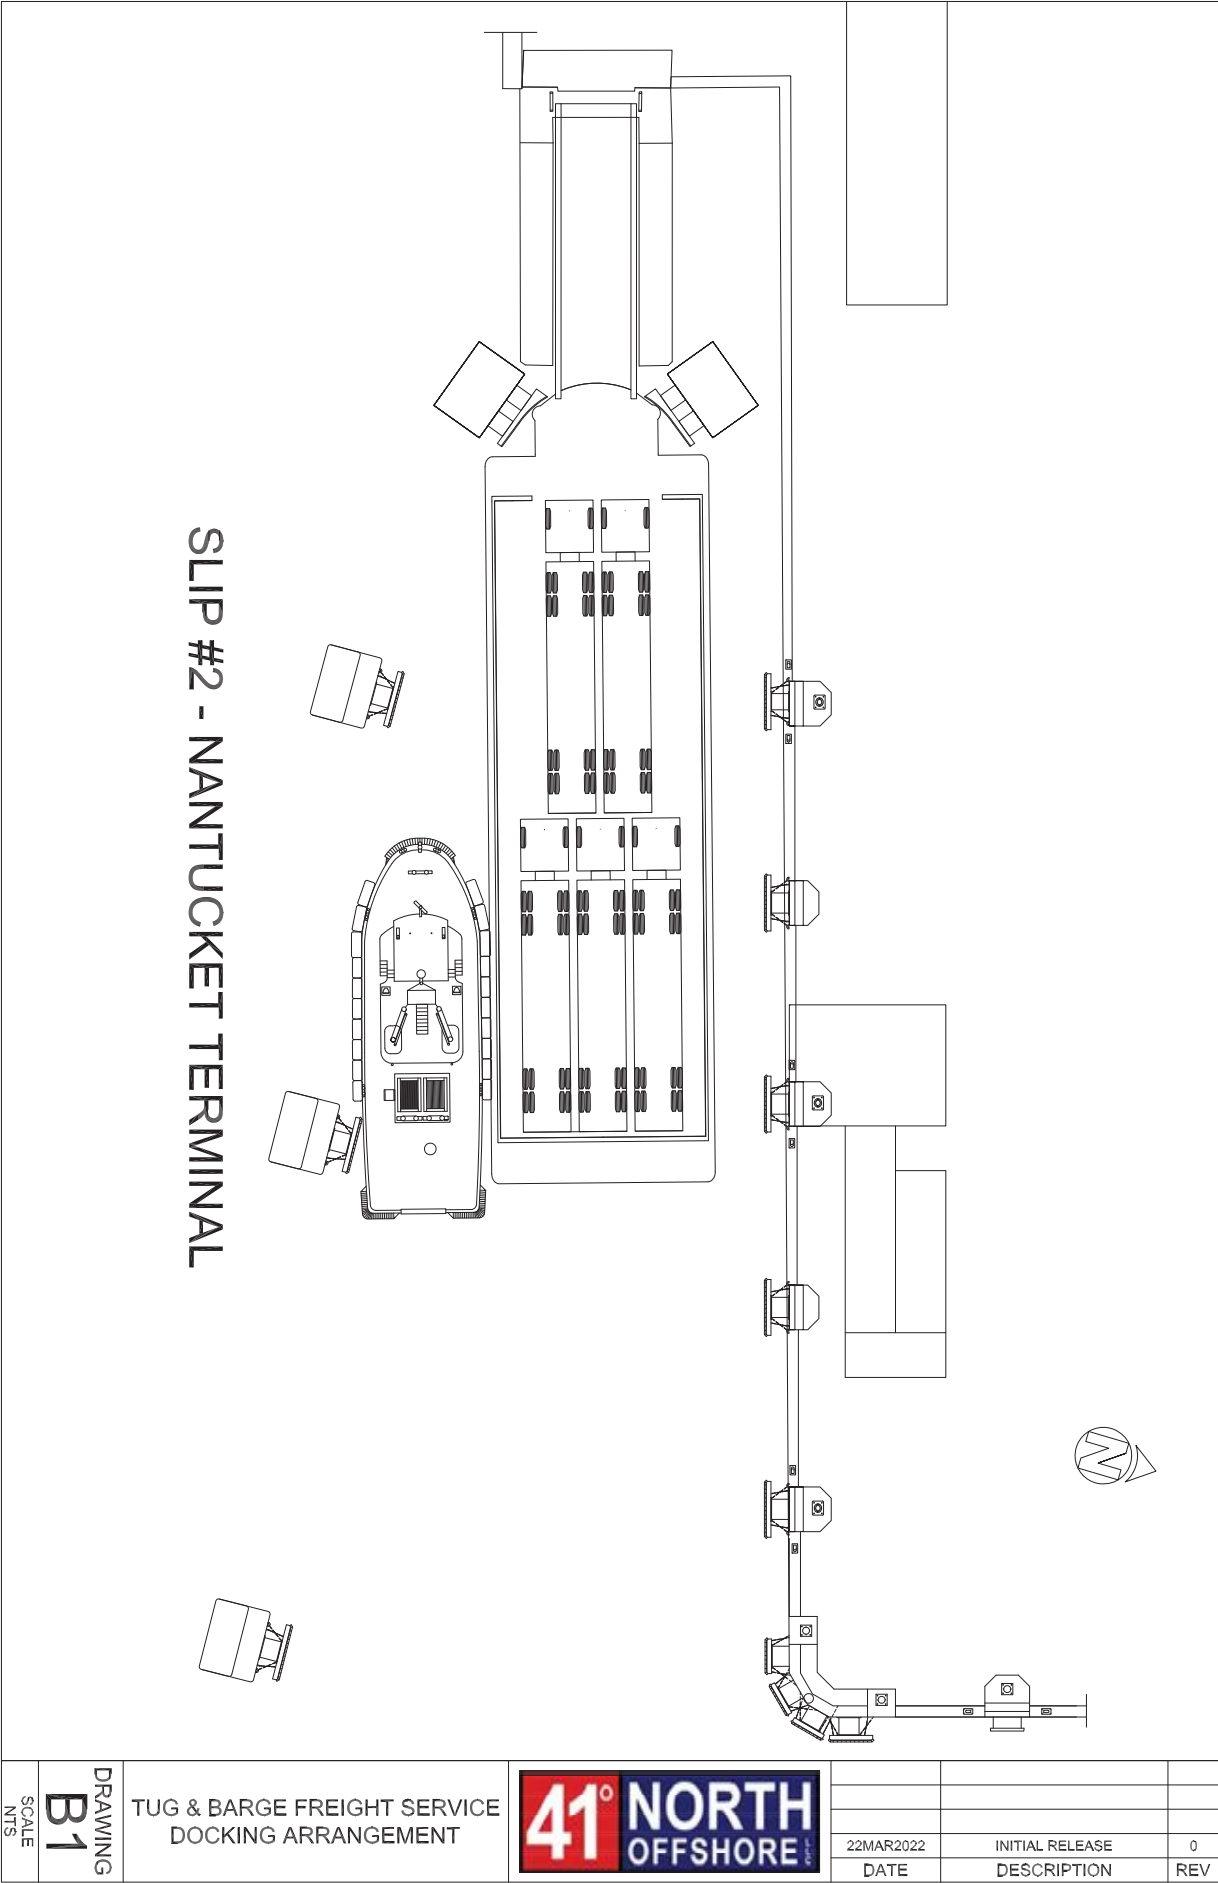 SLIP #2 - NANTUCKET TERMINAL
N
SCALE
NTS
DRAWING
B1
TUG & BARGE FREIGHT SERVICE
DOCKING ARRANGEMENT
41° NORTH
OFFSHORE LLC
22MAR2022 INITIAL RELEASE 0
DATE DESCRIPTION REV